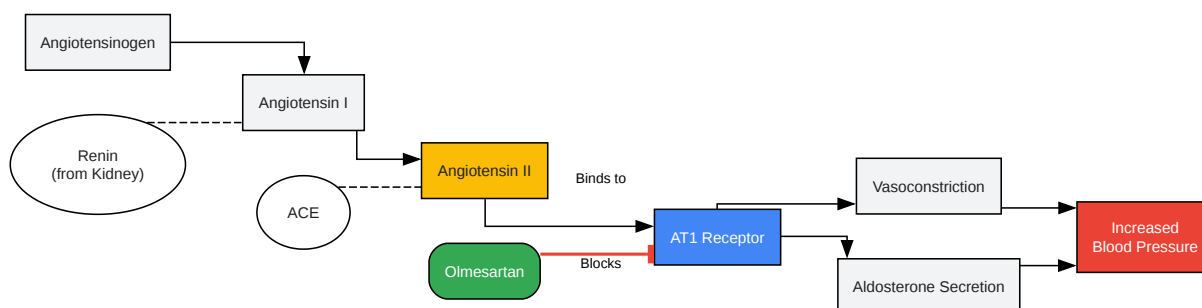 Angiotensinogen
Angiotensin I
Renin
(from Kidney)
Angiotensin II
ACE
Binds to
Vasoconstriction
AT1 Receptor
Increased
Blood Pressure
Olmesartan
Blocks
Aldosterone Secretion